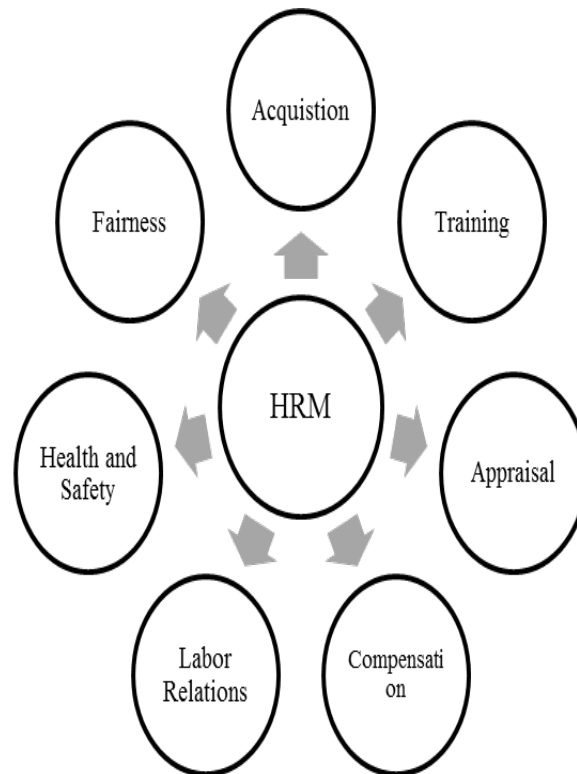 Acquistion
Fairness
Training
HRM
Health and
Safety
Appraisal
Labor
Relations
Compensati
on